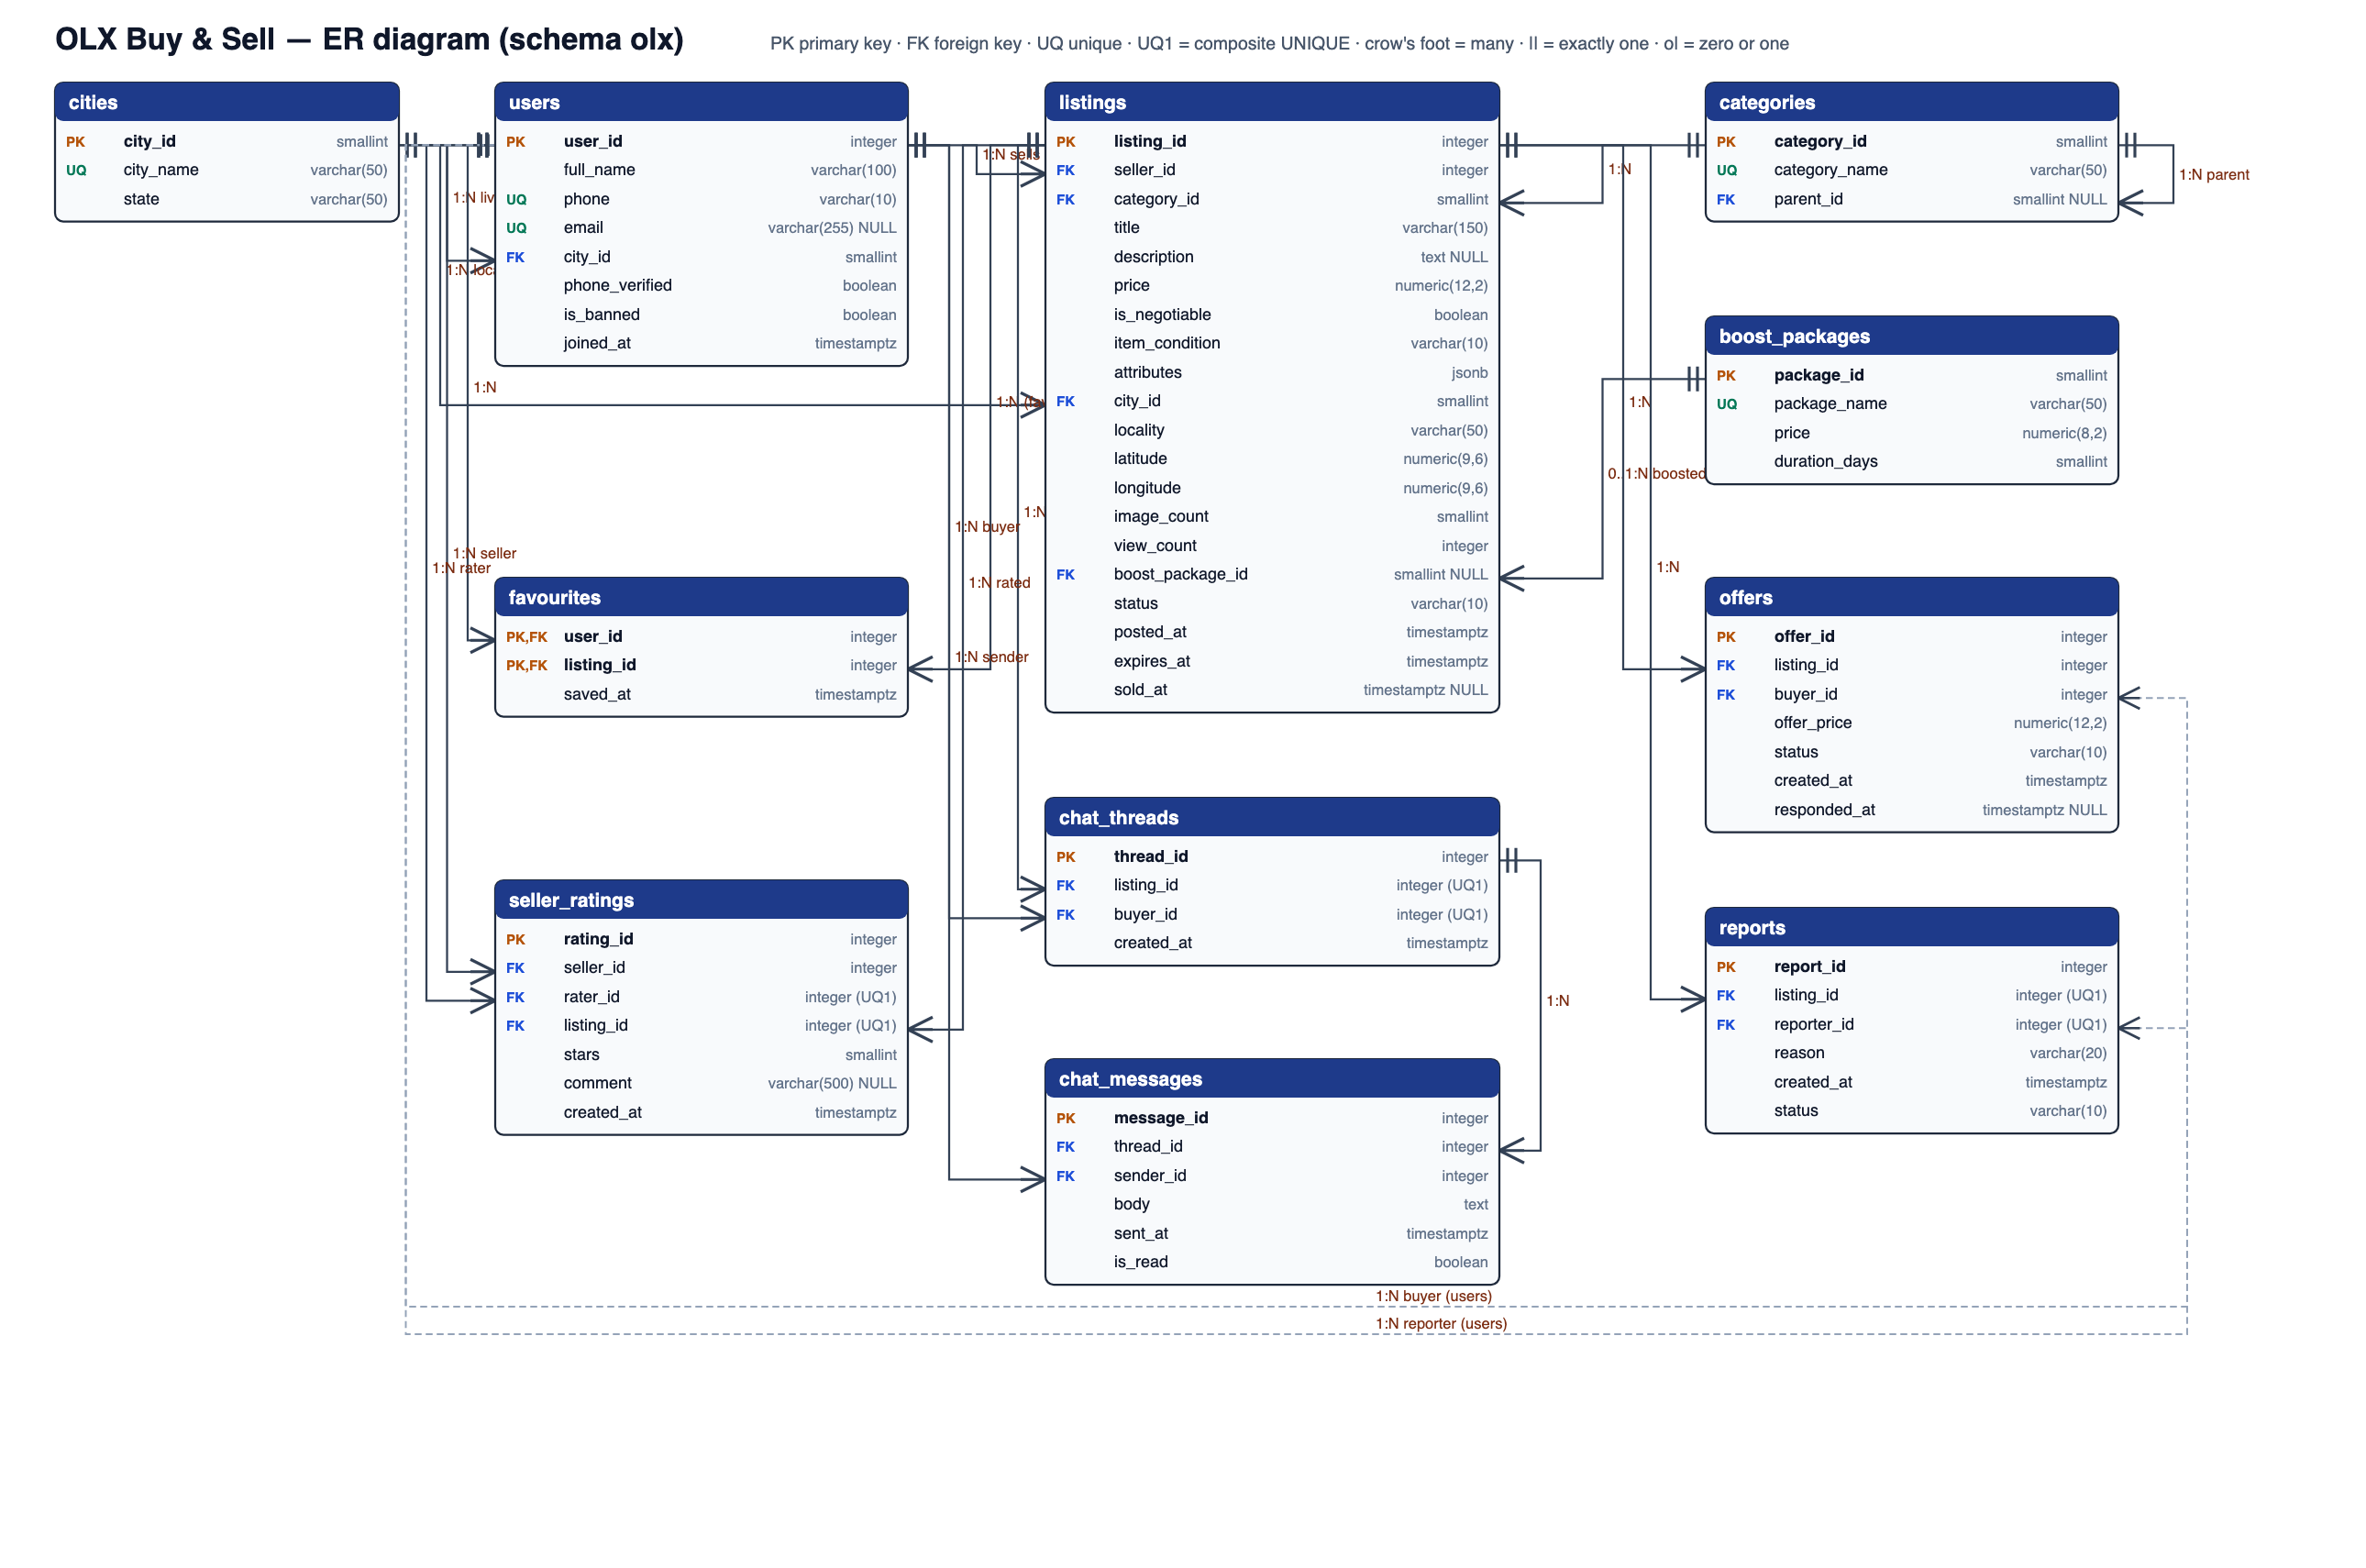 OLX Buy & Sell — ER diagram (schema olx)
PK primary key · FK foreign key · UQ unique · UQ1 = composite UNIQUE · crow's foot = many · || = exactly one · o| = zero or one
cities
PK city_id smallint
UQ city_name varchar(50)
state varchar(50)
users
PK user_id integer
full_name varchar(100)
UQ phone varchar(10)
UQ email varchar(255) NULL
FK city_id smallint
phone_verified boolean
is_banned boolean
joined_at timestamptz
listings
PK listing_id integer
FK seller_id integer
FK category_id smallint
title varchar(150)
description text NULL
price numeric(12,2)
is_negotiable boolean
item_condition varchar(10)
attributes jsonb
FK city_id smallint
locality varchar(50)
latitude numeric(9,6)
longitude numeric(9,6)
image_count smallint
view_count integer
FK boost_package_id smallint NULL
status varchar(10)
posted_at timestamptz
expires_at timestamptz
sold_at timestamptz NULL
categories
PK category_id smallint
UQ category_name varchar(50)
FK parent_id smallint NULL
1:N parent
boost_packages
PK package_id smallint
UQ package_name varchar(50)
price numeric(8,2)
duration_days smallint
favourites
PK,FK user_id integer
PK,FK listing_id integer
saved_at timestamptz
offers
PK offer_id integer
FK listing_id integer
FK buyer_id integer
offer_price numeric(12,2)
status varchar(10)
created_at timestamptz
responded_at timestamptz NULL
seller_ratings
PK rating_id integer
FK seller_id integer
FK rater_id integer (UQ1)
FK listing_id integer (UQ1)
stars smallint
comment varchar(500) NULL
created_at timestamptz
chat_threads
PK thread_id integer
FK listing_id integer (UQ1)
FK buyer_id integer (UQ1)
created_at timestamptz
chat_messages
PK message_id integer
FK thread_id integer
FK sender_id integer
body text
sent_at timestamptz
is_read boolean
reports
PK report_id integer
FK listing_id integer (UQ1)
FK reporter_id integer (UQ1)
reason varchar(20)
created_at timestamptz
status varchar(10)
1:N sells
1:N
1:N
1:N
1:N
1:N
1:N
1:N
1:N
1:N
0..1:N boosted
1:N buyer
1:N rated
1:N sender
1:N seller
1:N rater
1:N
1:N buyer (users)
1:N reporter (users)